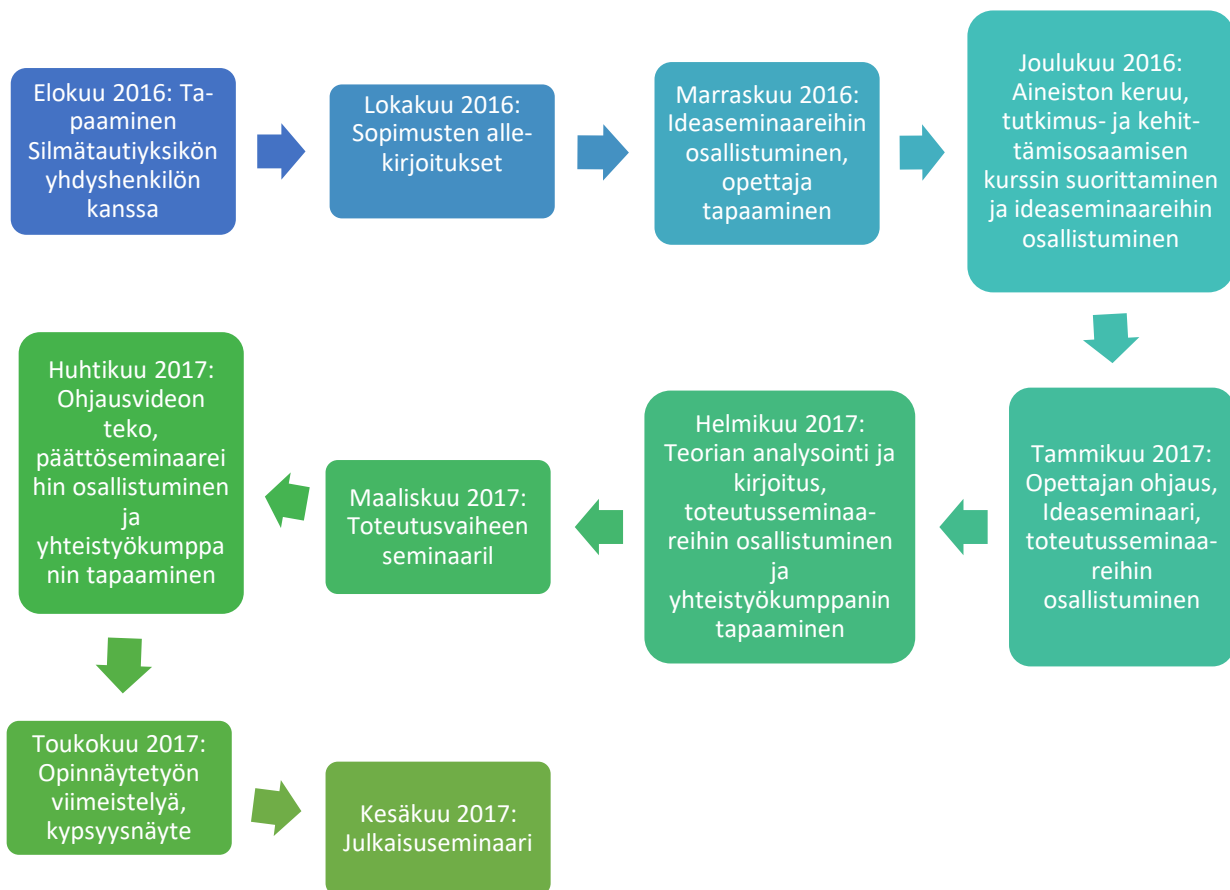 Elokuu 2016: Ta-
paaminen
Silmätautiyksikön
yhdyshenkilön
kanssa
Lokakuu 2016:
Sopimusten alle-
kirjoitukset
Marraskuu 2016:
Ideaseminaareihin
osallistuminen,
opettaja
tapaaminen
Joulukuu 2016:
Aineiston keruu,
tutkimus- ja kehit-
tämisosaamisen
kurssin suorittaminen
ja ideaseminaareihin
osallistuminen
Tammikuu 2017:
Opettajan ohjaus,
Ideaseminaari,
toteutusseminaa-
reihin
osallistuminen
Helmikuu 2017:
Teorian analysointi ja
kirjoitus,
toteutusseminaa-
reihin osallistuminen
ja
yhteistyökumppanin
tapaaminen
Maaliskuu 2017:
Toteutusvaiheen
seminaaril
Huhtikuu 2017:
Ohjausvideon
teko,
päättöseminaarei
hin osallistuminen
ja
yhteistyökumppa
nin tapaaminen
Toukokuu 2017:
Opinnäytetyön
viimeistelyä,
kypsyysnäyte
Kesäkuu 2017:
Julkaisuseminaari